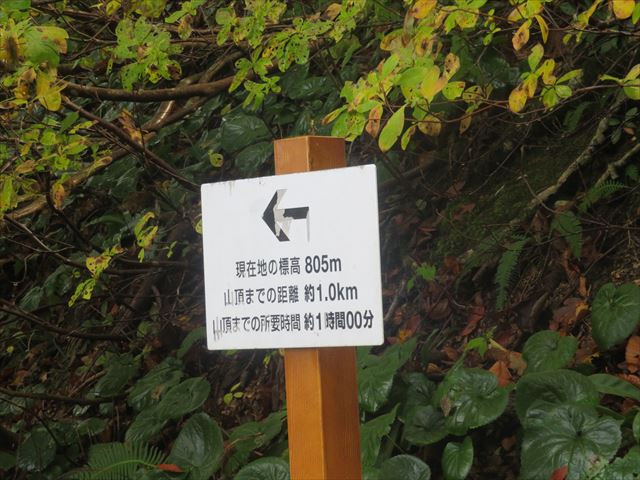 現在地の標高 805m
山頂までの距離 約1.0km
山頂までの所要時間 約1時間00分